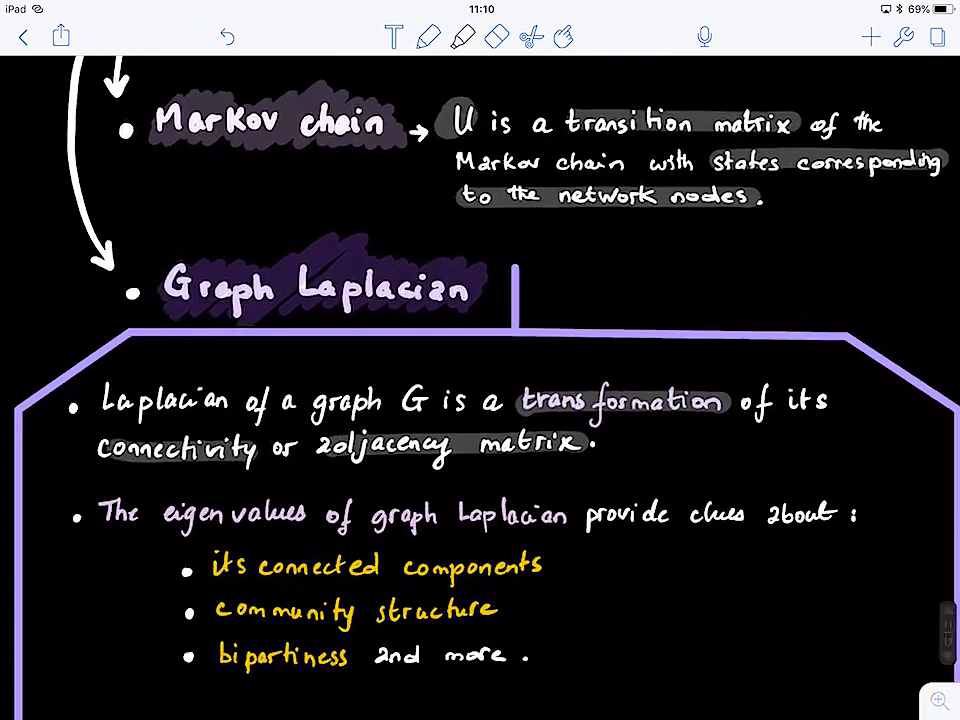 iPad
11:10
69%
Markov chain → U is a transition matrix of the
Markov chain with states corresponding
to the network nodes.
Graph Laplacian
• Laplacian of a graph G is a transformation of its
connectivity or adjacency matrix.
• The eigen values of graph Laplacian provide clues about :
• its connected components
• community structure
• bipartiness and more .